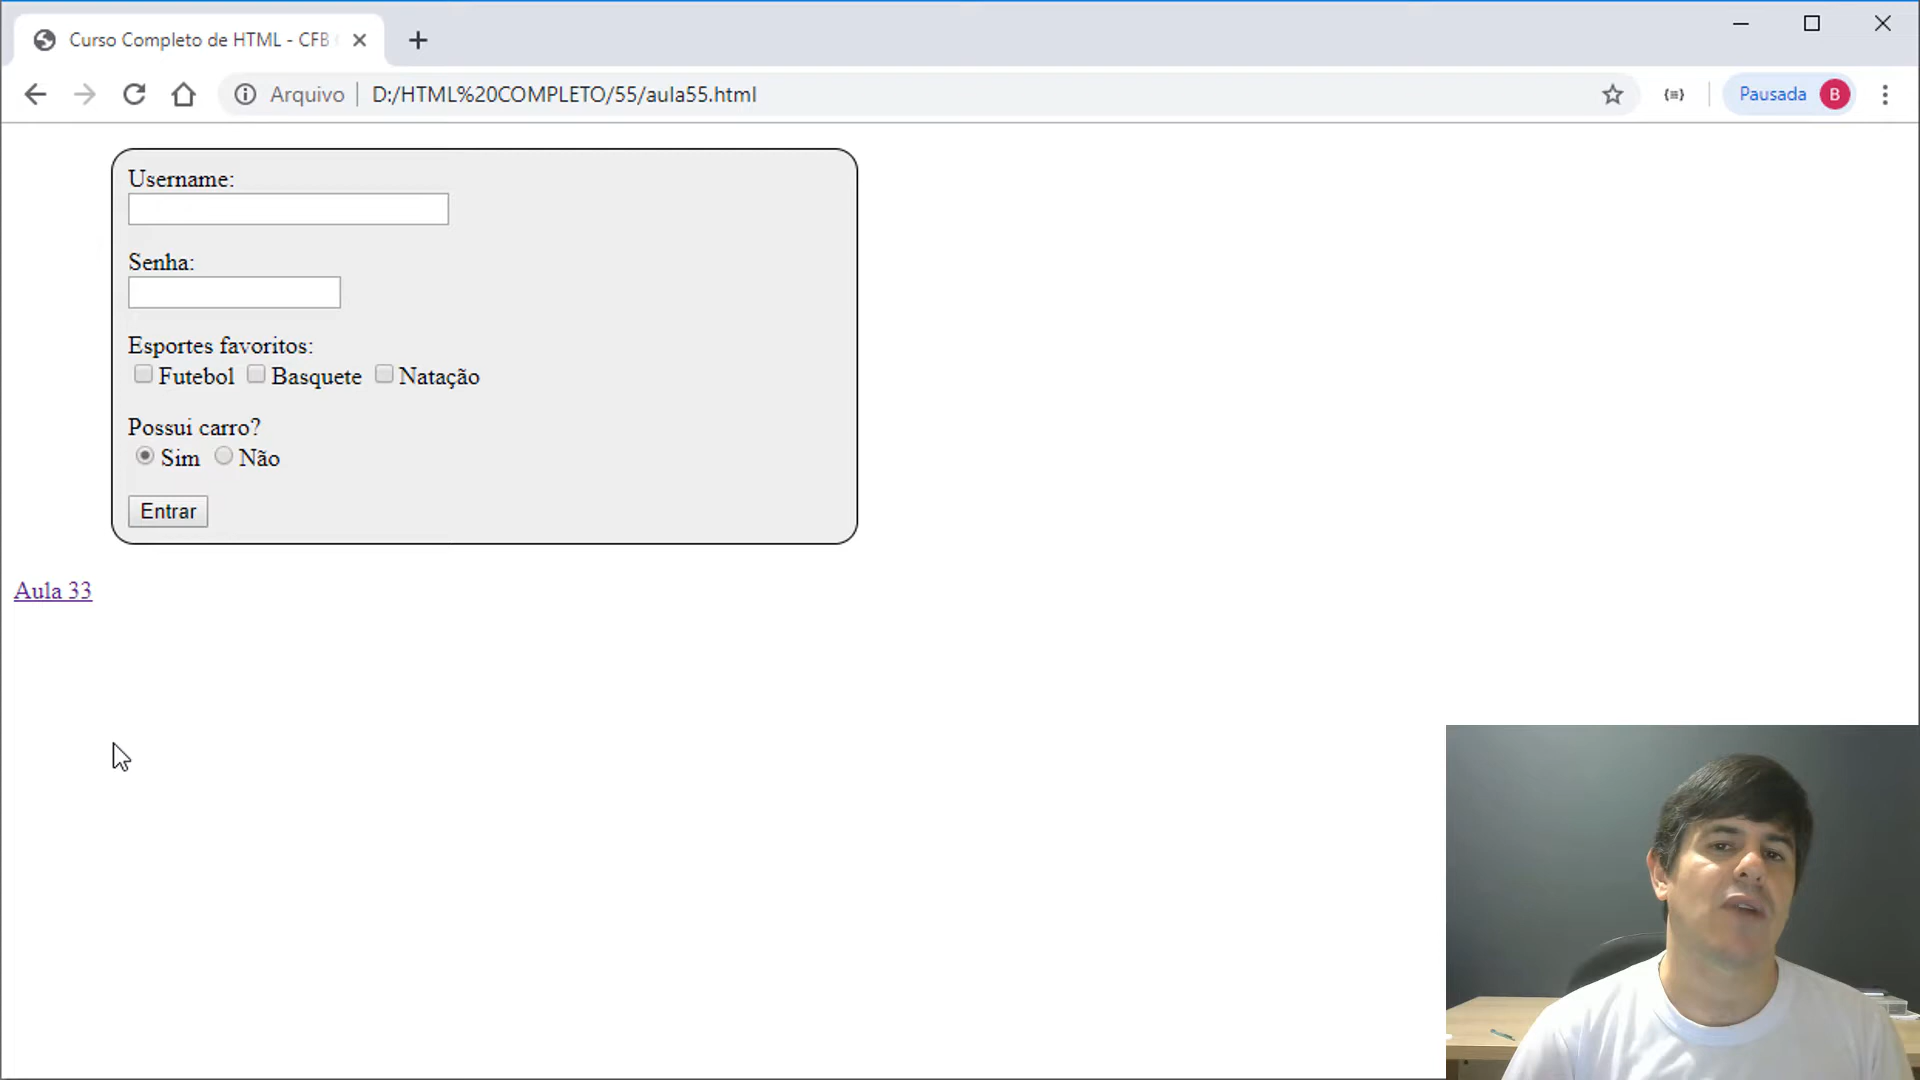 Curso Completo de HTML - CFB
Arquivo
D:/HTML%20COMPLETO/55/aula55.html
Pausada
B
Username:
Senha:
Esportes favoritos:
Futebol Basquete Natação
Possui carro?
Sim Não
Entrar
Aula 33